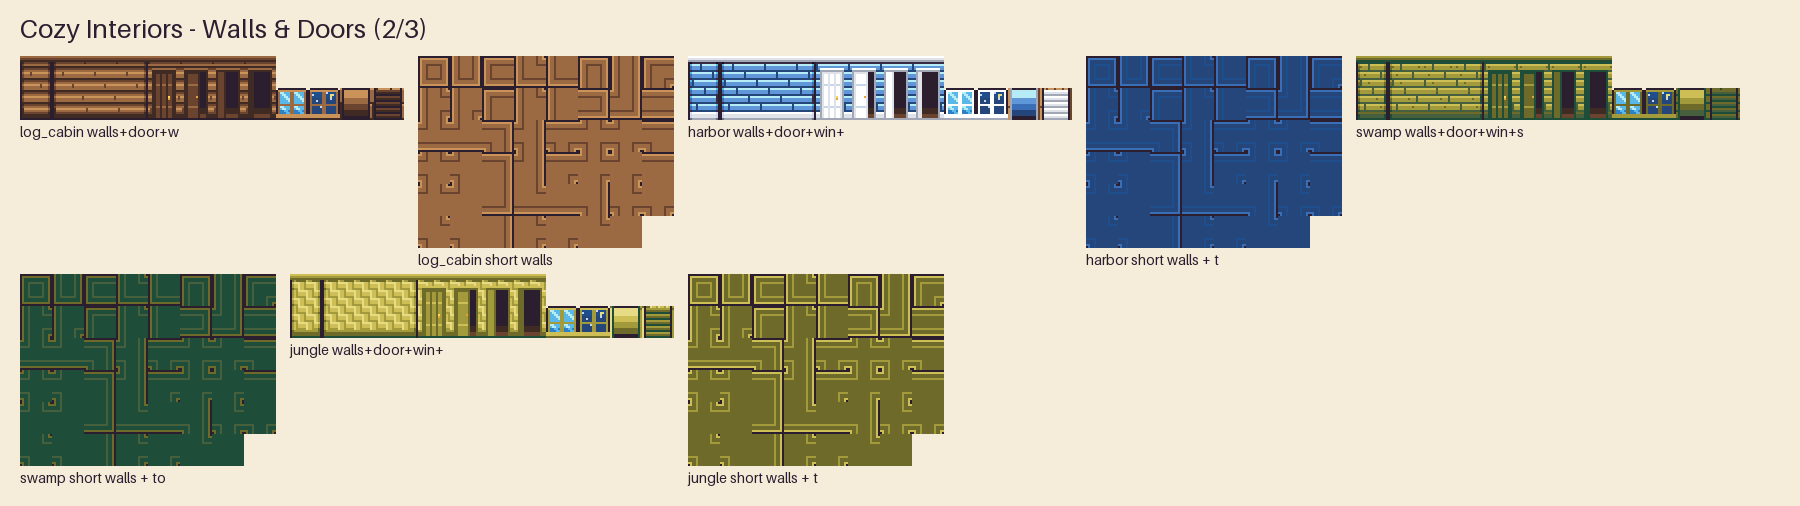 Cozy Interiors - Walls & Doors (2/3)
log_cabin walls+door+w
harbor walls+door+win+
swamp walls+door+win+s
log_cabin short walls
harbor short walls + t
jungle walls+door+win+
swamp short walls + to
jungle short walls + t